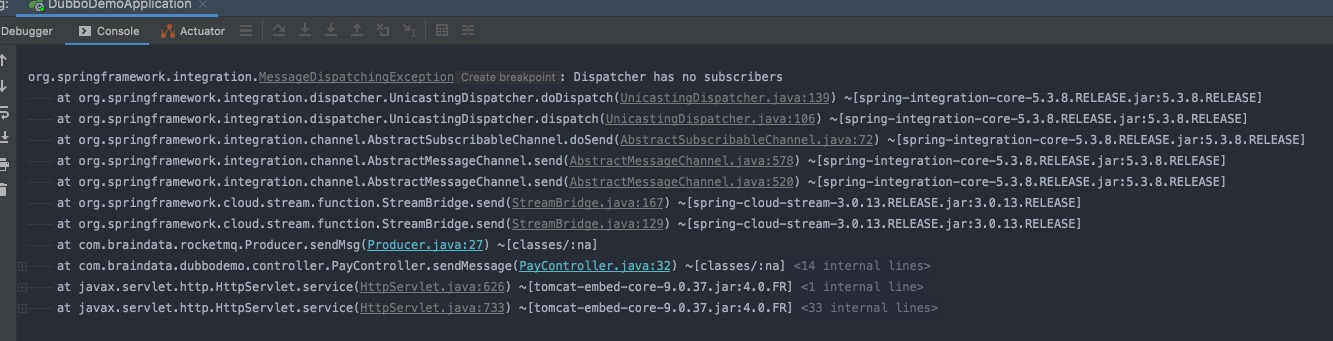 g: DubboDemoApplication ×
Debugger Console Actuator
org.springframework.integration.MessageDispatchingException Create breakpoint : Dispatcher has no subscribers
at org.springframework.integration.dispatcher.UnicastingDispatcher.doDispatch(UnicastingDispatcher.java:139) ~[spring-integration-core-5.3.8.RELEASE.jar:5.3.8.RELEASE]
at org.springframework.integration.dispatcher.UnicastingDispatcher.dispatch(UnicastingDispatcher.java:106) ~[spring-integration-core-5.3.8.RELEASE.jar:5.3.8.RELEASE]
at org.springframework.integration.channel.AbstractSubscribableChannel.doSend(AbstractSubscribableChannel.java:72) ~[spring-integration-core-5.3.8.RELEASE.jar:5.3.8.RELEASE]
at org.springframework.integration.channel.AbstractMessageChannel.send(AbstractMessageChannel.java:578) ~[spring-integration-core-5.3.8.RELEASE.jar:5.3.8.RELEASE]
at org.springframework.integration.channel.AbstractMessageChannel.send(AbstractMessageChannel.java:520) ~[spring-integration-core-5.3.8.RELEASE.jar:5.3.8.RELEASE]
at org.springframework.cloud.stream.function.StreamBridge.send(StreamBridge.java:167) ~[spring-cloud-stream-3.0.13.RELEASE.jar:3.0.13.RELEASE]
at org.springframework.cloud.stream.function.StreamBridge.send(StreamBridge.java:129) ~[spring-cloud-stream-3.0.13.RELEASE.jar:3.0.13.RELEASE]
at com.braindata.rocketmq.Producer.sendMsg(Producer.java:27) ~[classes/:na]
at com.braindata.dubbodemo.controller.PayController.sendMessage(PayController.java:32) ~[classes/:na] <14 internal lines>
at javax.servlet.http.HttpServlet.service(HttpServlet.java:626) ~[tomcat-embed-core-9.0.37.jar:4.0.FR] <1 internal line>
at javax.servlet.http.HttpServlet.service(HttpServlet.java:733) ~[tomcat-embed-core-9.0.37.jar:4.0.FR] <33 internal lines>